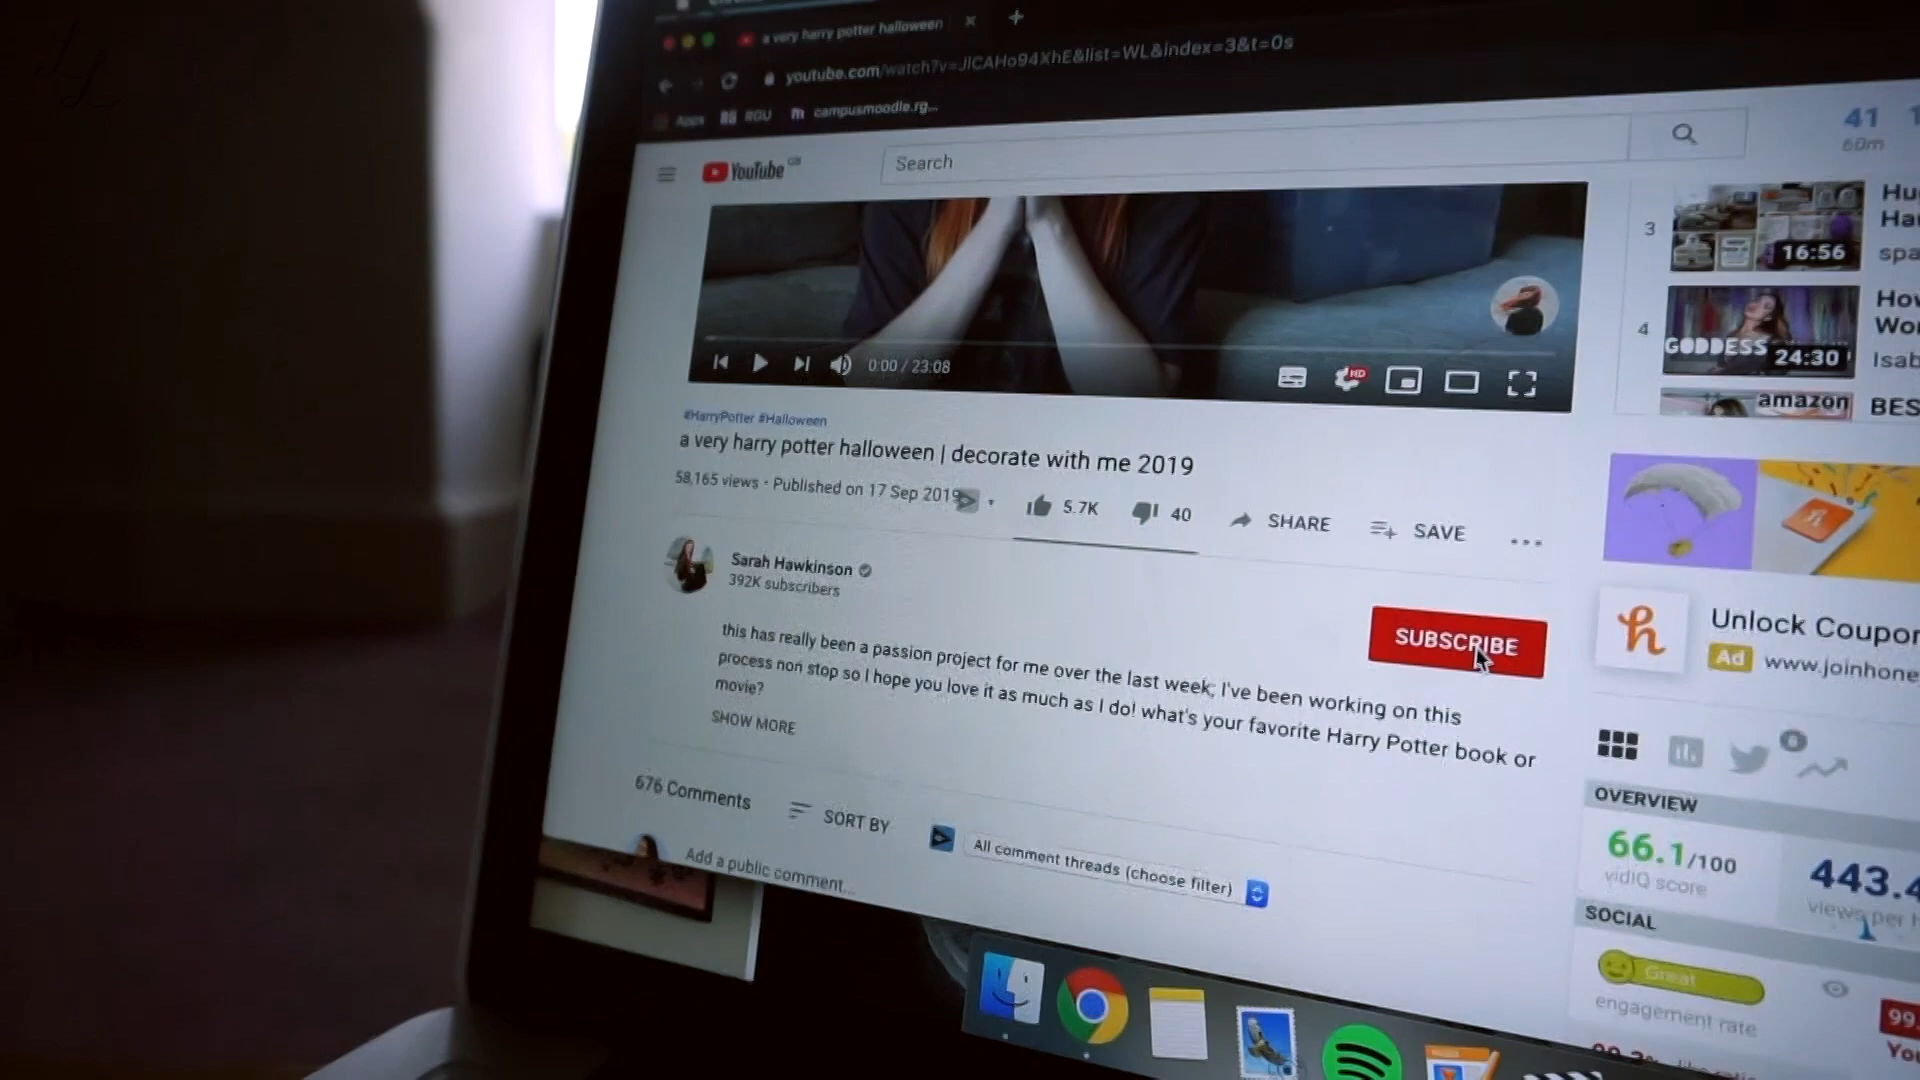 a very harry potter halloween
youtube.com/watch?v=JlCAHo94XhE&list=WL&index=3&t=0s
Apps RGU campusmoodle.rg...
YouTube GB
Search
41
60m
0:00 / 23:08
HD
3
16:56
Hu
Ha
spa
4
GODDESS
24:30
How
Wo
Isab
amazon
BES
#HarryPotter #Halloween
a very harry potter halloween | decorate with me 2019
58,165 views · Published on 17 Sep 2019
5.7K
40
SHARE
SAVE
Sarah Hawkinson
392K subscribers
SUBSCRIBE
this has really been a passion project for me over the last week, I've been working on this
process non stop so I hope you love it as much as I do! what's your favorite Harry Potter book or
movie?
SHOW MORE
676 Comments
SORT BY
All comment threads (choose filter)
Add a public comment...
h
Unlock Coupon
Ad www.joinhone
6
OVERVIEW
66.1/100
vidIQ score
443.4
views per h
SOCIAL
Great
engagement rate
99.
You